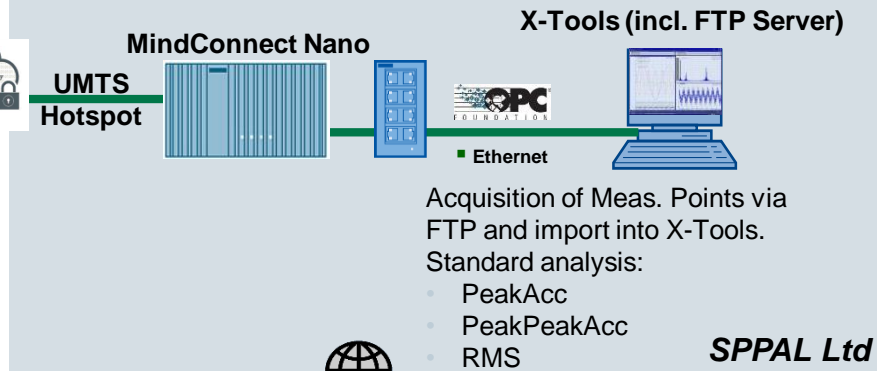 X-Tools (incl. FTP Server)
MindConnect Nano
UMTS
Hotspot
OPC
FOUNDATION
Ethernet
Acquisition of Meas. Points via
FTP and import into X-Tools.
Standard analysis:
• PeakAcc
• PeakPeakAcc
• RMS
SPPAL Ltd